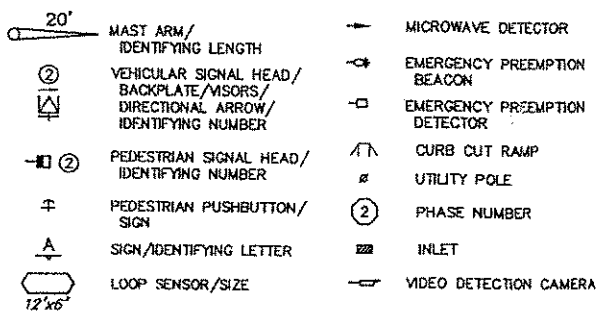 20'
MAST ARM/
IDENTIFYING LENGTH
2
VEHICULAR SIGNAL HEAD/
BACKPLATE/VISORS/
DIRECTIONAL ARROW/
IDENTIFYING NUMBER
2
PEDESTRIAN SIGNAL HEAD/
IDENTIFYING NUMBER
PEDESTRIAN PUSHBUTTON/
SIGN
A
SIGN/IDENTIFYING LETTER
LOOP SENSOR/SIZE
12'x6'
MICROWAVE DETECTOR
EMERGENCY PREEMPTION
BEACON
EMERGENCY PREEMPTION
DETECTOR
CURB CUT RAMP
UTILITY POLE
2
PHASE NUMBER
INLET
VIDEO DETECTION CAMERA